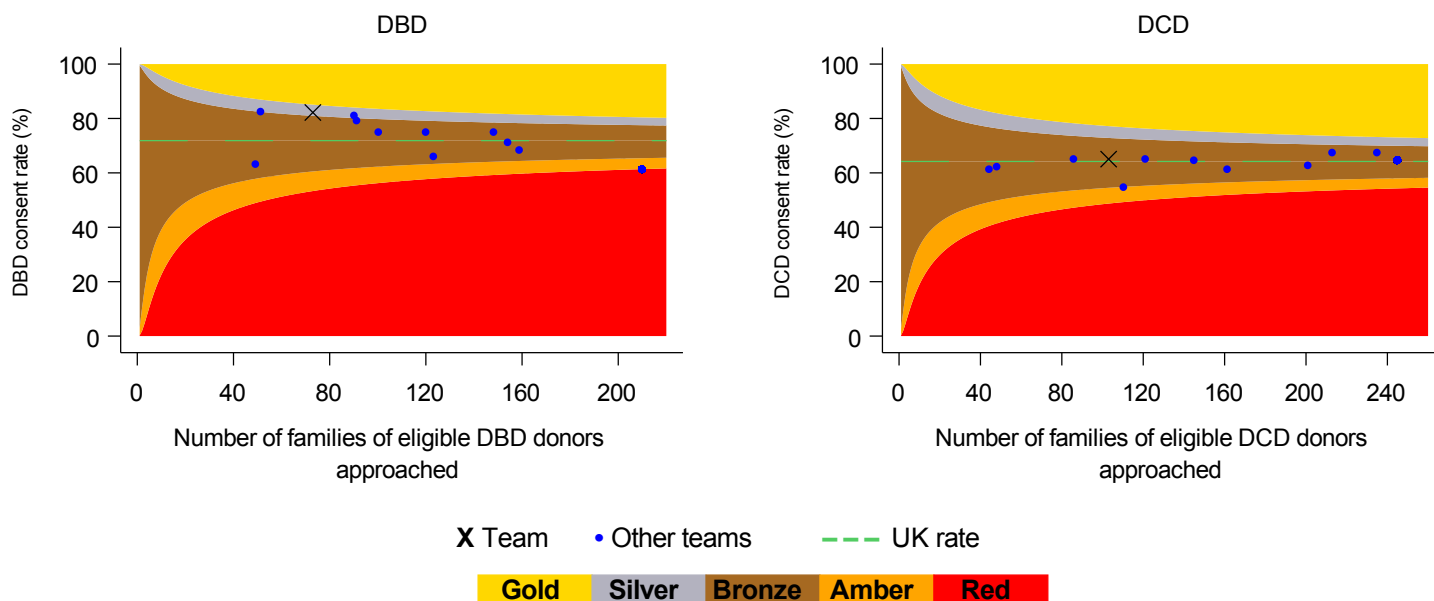 DBD
DBD consent rate (%)
100
80
60
40
20
0
0 40 80 120 160 200
Number of families of eligible DBD donors
approached
DCD
DCD consent rate (%)
100
80
60
40
20
0
0 40 80 120 160 200 240
Number of families of eligible DCD donors
approached
X Team Other teams UK rate
Gold Silver Bronze Amber Red